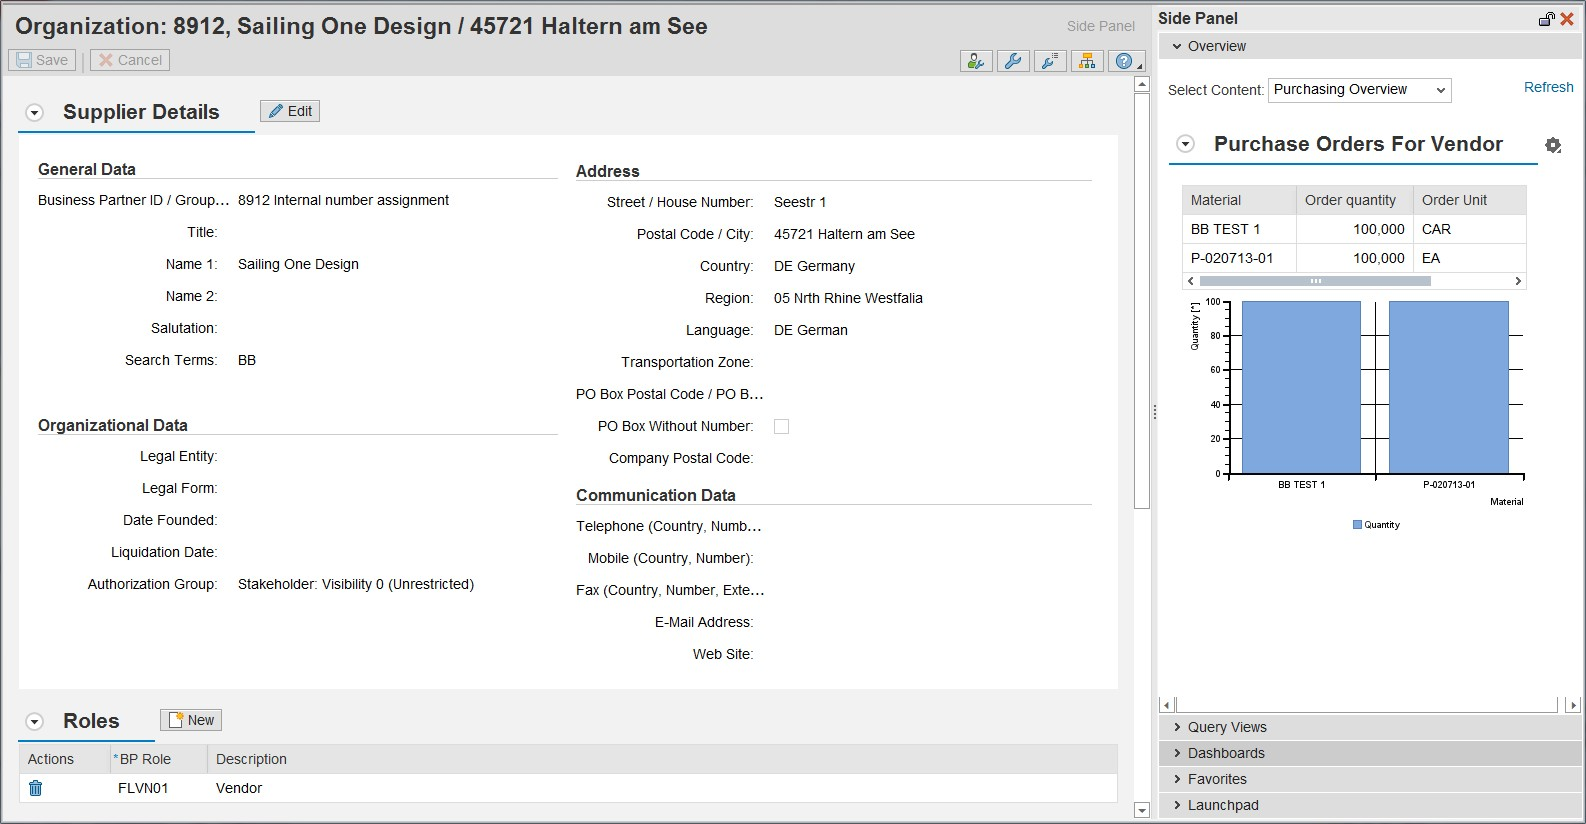 Organization: 8912, Sailing One Design / 45721 Haltern am See
Side Panel
Save
Cancel
Supplier Details
Edit
General Data
Business Partner ID / Group... 8912 Internal number assignment
Title:
Name 1: Sailing One Design
Name 2:
Salutation:
Search Terms: BB
Organizational Data
Legal Entity:
Legal Form:
Date Founded:
Liquidation Date:
Authorization Group: Stakeholder: Visibility 0 (Unrestricted)
Address
Street / House Number: Seestr 1
Postal Code / City: 45721 Haltern am See
Country: DE Germany
Region: 05 Nrth Rhine Westfalia
Language: DE German
Transportation Zone:
PO Box Postal Code / PO B...
PO Box Without Number:
Company Postal Code:
Communication Data
Telephone (Country, Numb...
Mobile (Country, Number):
Fax (Country, Number, Exte...
E-Mail Address:
Web Site:
Roles
New
Actions *BP Role Description
FLVN01 Vendor
Side Panel
Overview
Select Content: Purchasing Overview
Refresh
Purchase Orders For Vendor
Material Order quantity Order Unit
BB TEST 1 100,000 CAR
P-020713-01 100,000 EA
Quantity [*]
100
80
60
40
20
0
BB TEST 1 P-020713-01
Material
Quantity
Query Views
Dashboards
Favorites
Launchpad